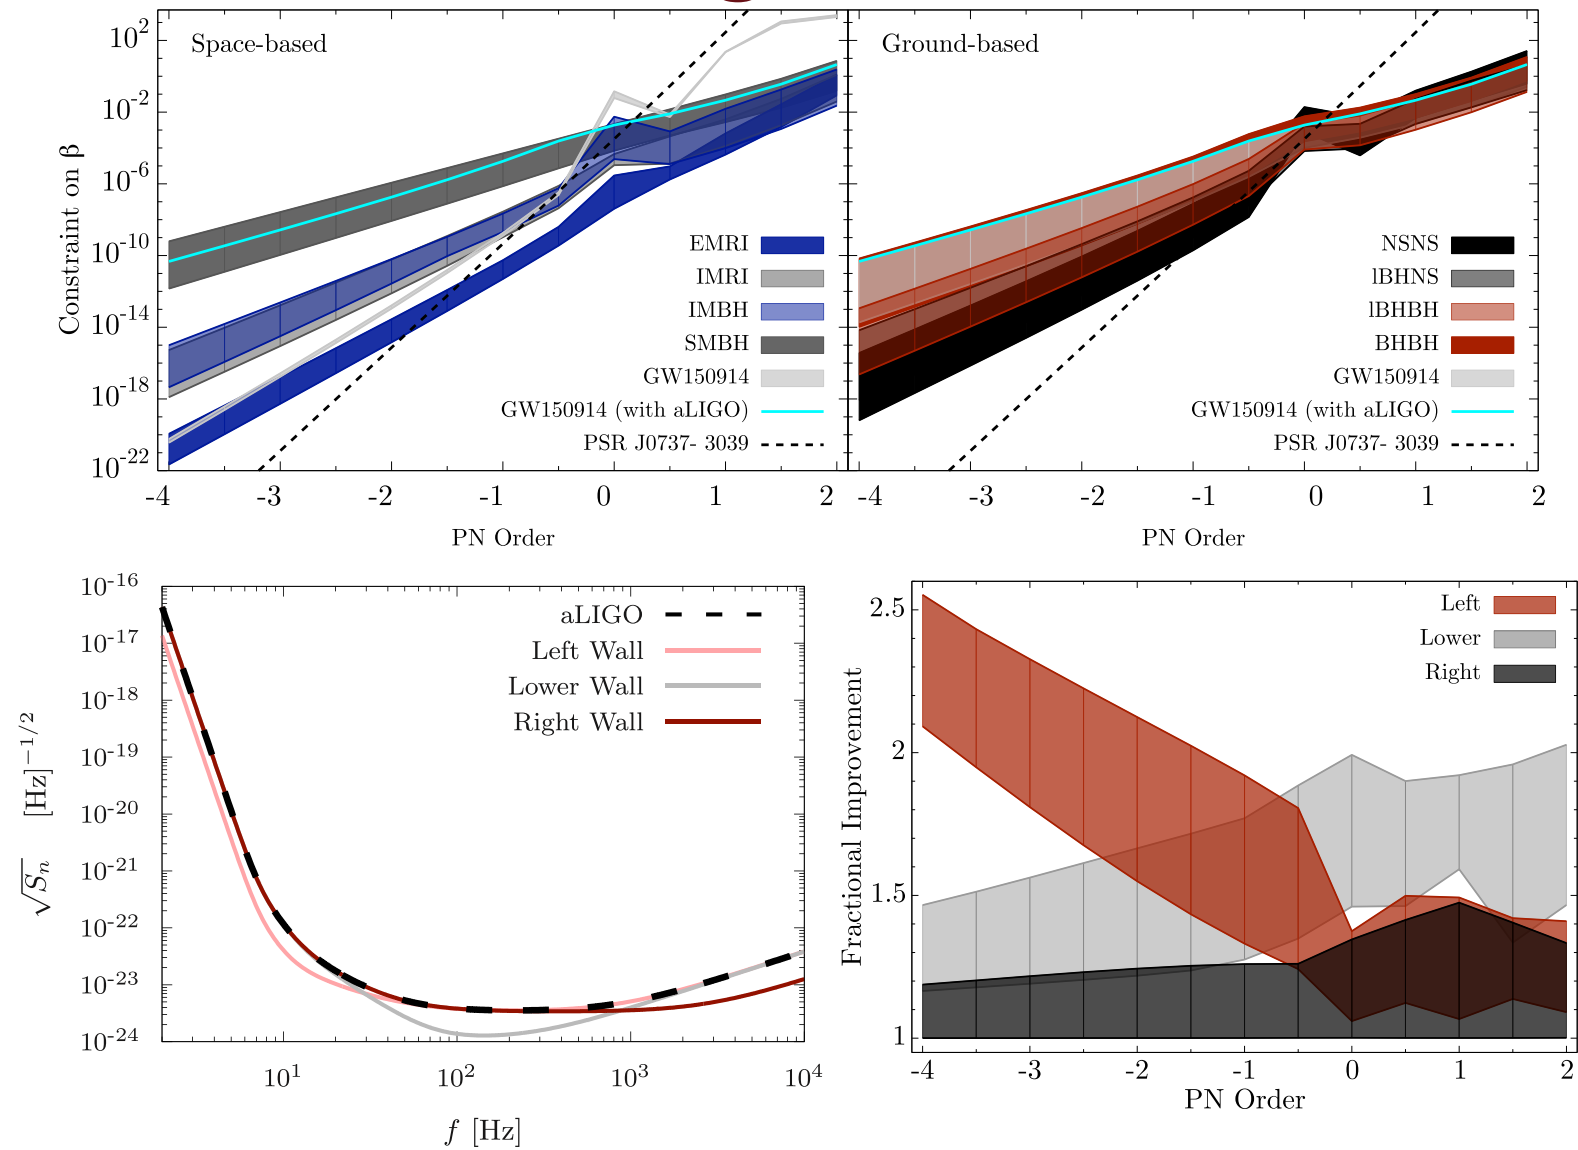 Space-based
Ground-based
Constraint on β
10^2
10^-2
10^-6
10^-10
10^-14
10^-18
10^-22
EMRI
IMRI
IMBH
SMBH
GW150914
GW150914 (with aLIGO)
PSR J0737- 3039
NSNS
lBHNS
lBHBH
BHBH
GW150914
GW150914 (with aLIGO)
PSR J0737- 3039
-4 -3 -2 -1 0 1 2
-4 -3 -2 -1 0 1 2
PN Order
PN Order
√S_n [Hz]^−1/2
10^-16
10^-17
10^-18
10^-19
10^-20
10^-21
10^-22
10^-23
10^-24
aLIGO
Left Wall
Lower Wall
Right Wall
10^1 10^2 10^3 10^4
f [Hz]
Fractional Improvement
2.5
2
1.5
1
Left
Lower
Right
-4 -3 -2 -1 0 1 2
PN Order